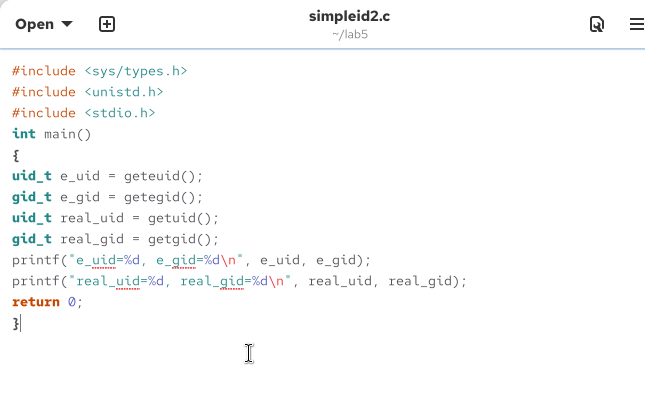 Open
simpleid2.c
~/lab5
#include <sys/types.h>
#include <unistd.h>
#include <stdio.h>
int main()
{
uid_t e_uid = geteuid();
gid_t e_gid = getegid();
uid_t real_uid = getuid();
gid_t real_gid = getgid();
printf("e_uid=%d, e_gid=%d\n", e_uid, e_gid);
printf("real_uid=%d, real_gid=%d\n", real_uid, real_gid);
return 0;
}